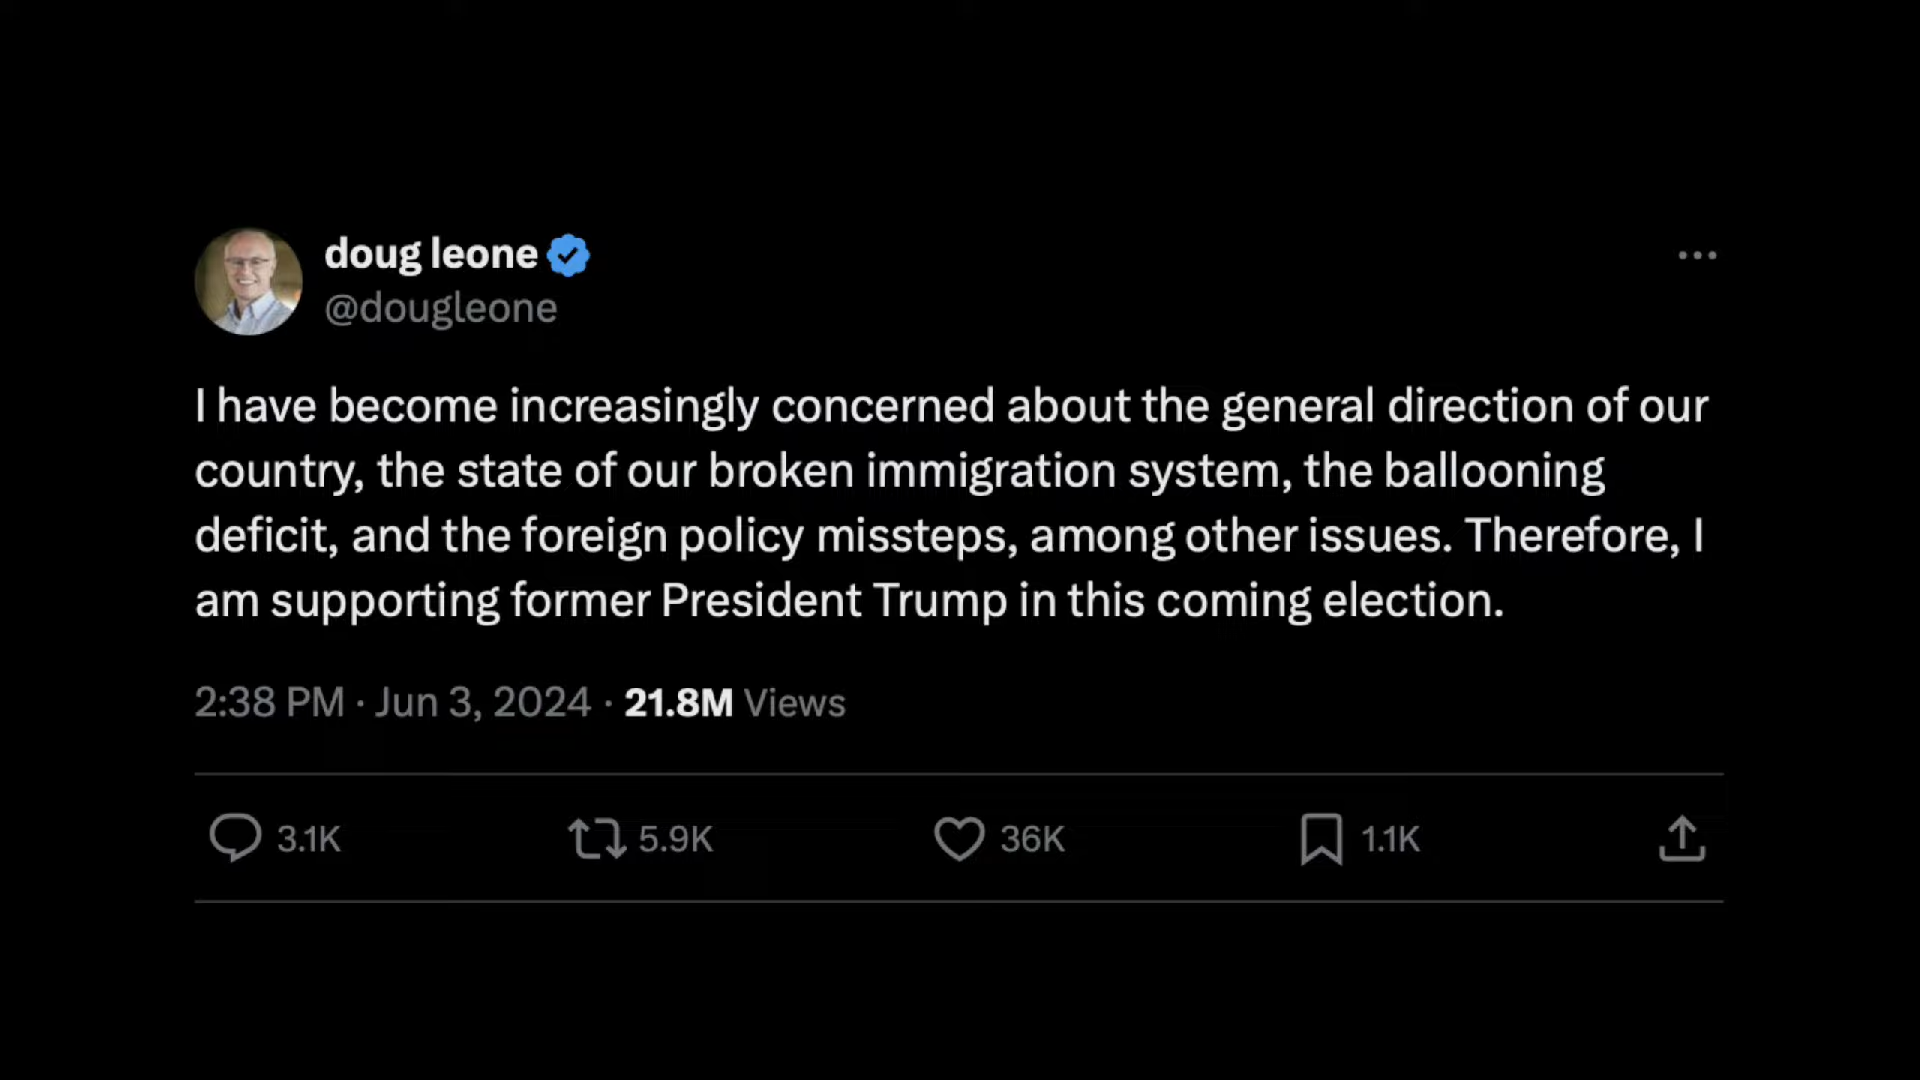 doug leone
@dougleone
I have become increasingly concerned about the general direction of our
country, the state of our broken immigration system, the ballooning
deficit, and the foreign policy missteps, among other issues. Therefore, I
am supporting former President Trump in this coming election.
2:38 PM · Jun 3, 2024 · 21.8M Views
3.1K 5.9K 36K 1.1K